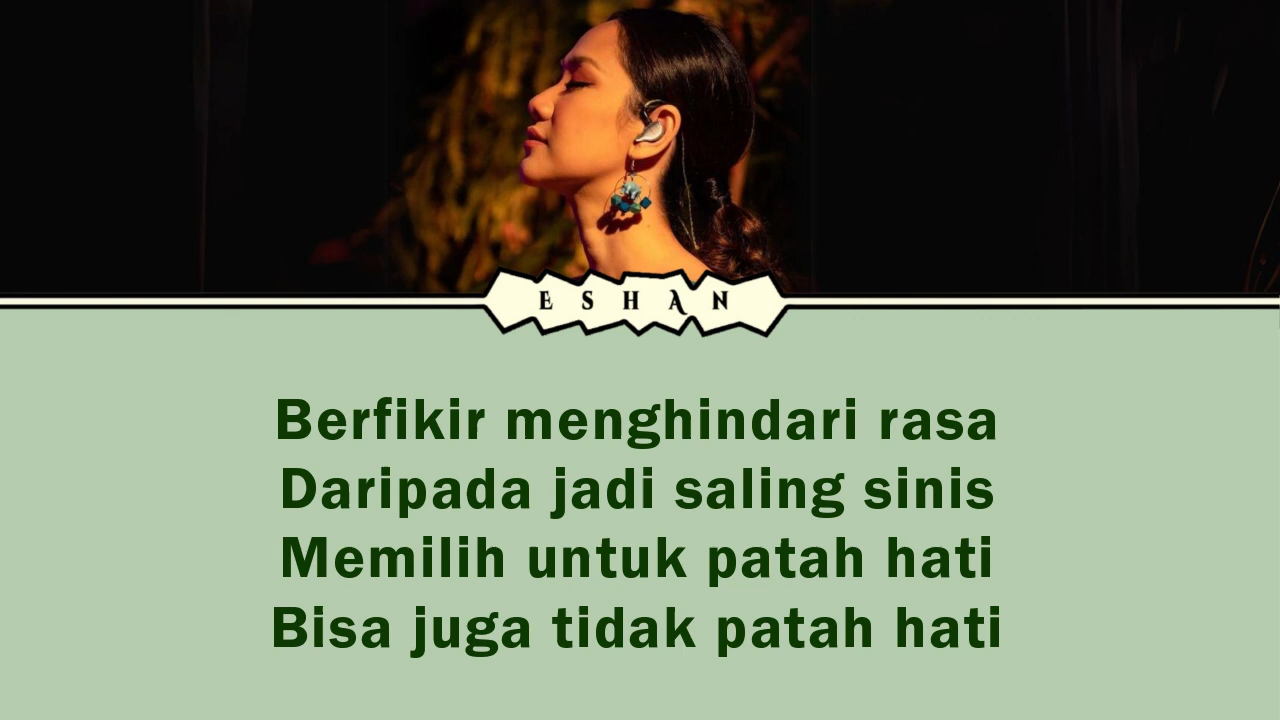 ESHAN
Berfikir menghindari rasa
Daripada jadi saling sinis
Memilih untuk patah hati
Bisa juga tidak patah hati